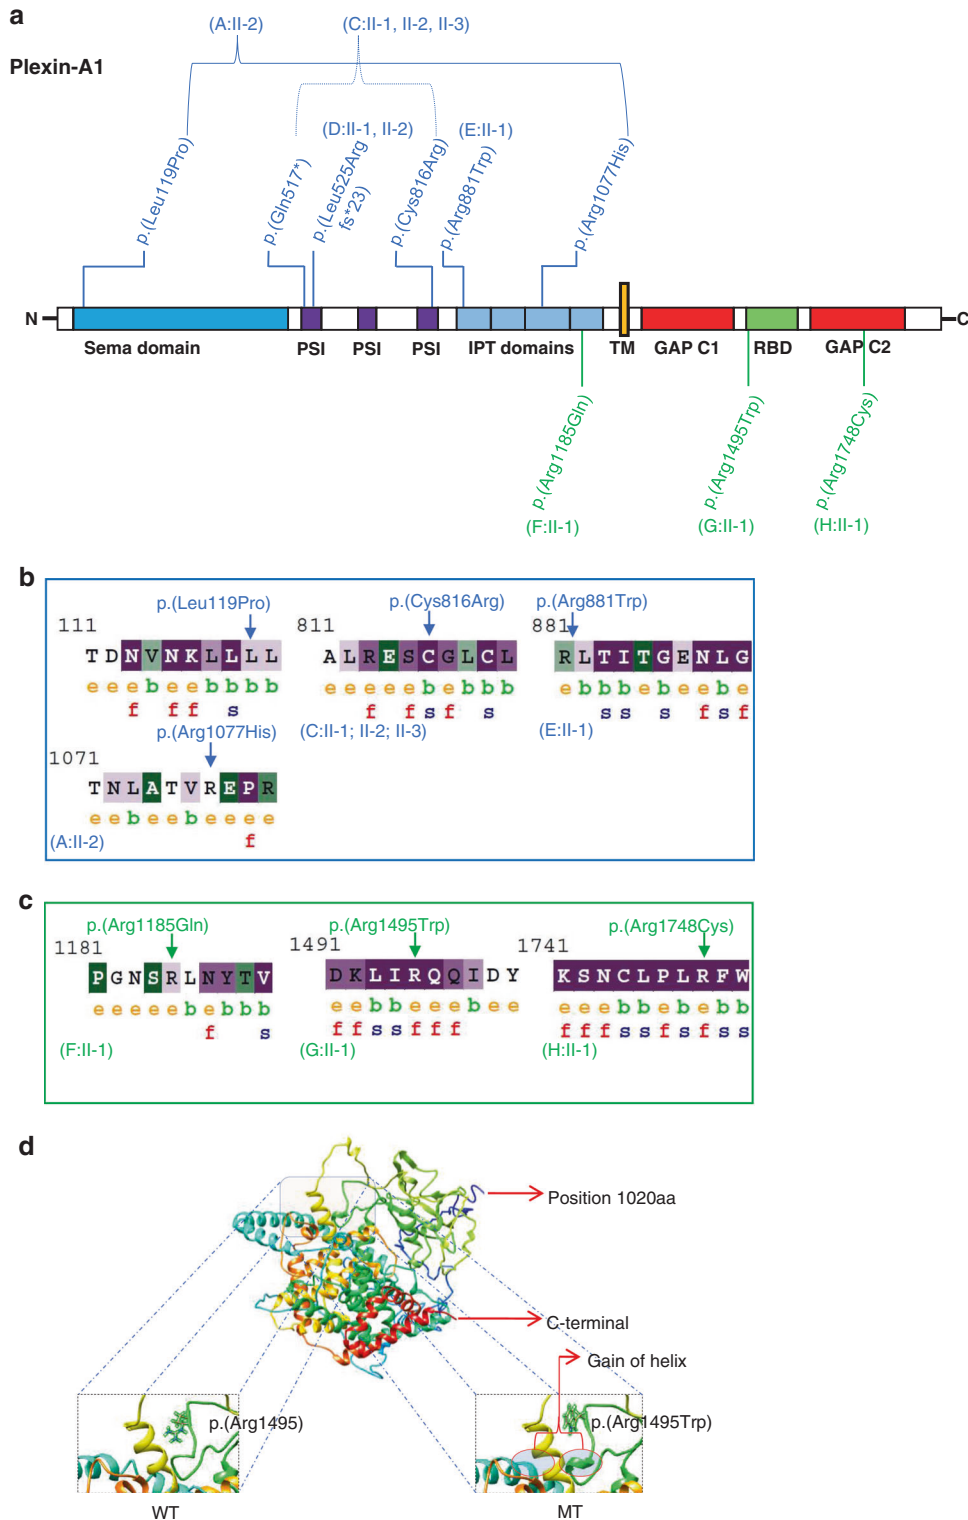 a
(A:II-2) (C:II-1, II-2, II-3)
Plexin-A1
(D:II-1, II-2) (E:II-1)
p.(Leu119Pro)
p.(Gln517*)
p.(Leu525Arg
fs*23)
p.(Cys816Arg)
p.(Arg881Trp)
p.(Arg1077His)
N C
Sema domain PSI PSI PSI IPT domains TM GAP C1 RBD GAP C2
p.(Arg1185Gln)
p.(Arg1495Trp)
p.(Arg1748Cys)
(F:II-1) (G:II-1) (H:II-1)
b
p.(Leu119Pro) p.(Cys816Arg) p.(Arg881Trp)
111 811 881
T D N V N K L L L L A L R E S C G L C L R L T I T G E N L G
e e e b e e b b b b e e e e e b e b b e e b b b e b e e b e
f f f s f f s f s s s s f s f
p.(Arg1077His) (C:II-1; II-2; II-3) (E:II-1)
1071
T N L A T V R E P R
e e b e e b e e e e
(A:II-2) f
c
p.(Arg1185Gln) p.(Arg1495Trp) p.(Arg1748Cys)
1181 1491 1741
P G N S R L N Y T V D K L I R Q Q I D Y K S N C L P L R F W
e e e e e b e b b b e e b b e e e b e e e e e b b e b e b b
f s f f s s f f f f f f s s f s f s s
(F:II-1) (G:II-1) (H:II-1)
d
Position 1020aa
C-terminal
Gain of helix
p.(Arg1495) p.(Arg1495Trp)
WT MT